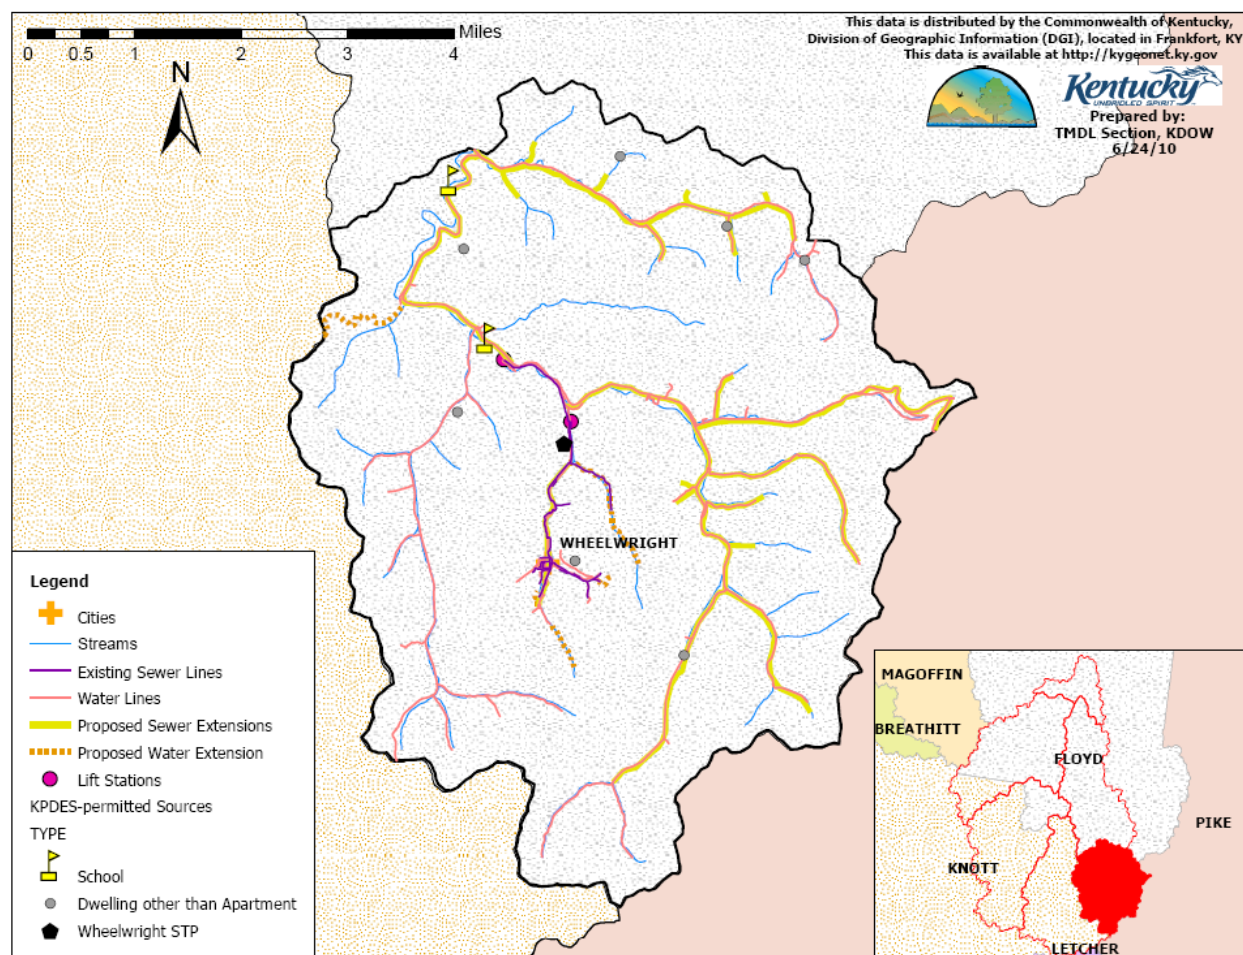 This data is distributed by the Commonwealth of Kentucky,
Division of Geographic Information (DGI), located in Frankfort, KY
This data is available at http://kygeonet.ky.gov
Miles
0 0.5 1 2 3 4
N
Kentucky
UNBRIDLED SPIRIT
Prepared by:
TMDL Section, KDOW
6/24/10
WHEELWRIGHT
Legend
Cities
Streams
Existing Sewer Lines
Water Lines
Proposed Sewer Extensions
Proposed Water Extension
Lift Stations
KPDES-permitted Sources
TYPE
School
Dwelling other than Apartment
Wheelwright STP
MAGOFFIN
BREATHITT
FLOYD
PIKE
KNOTT
LETCHER